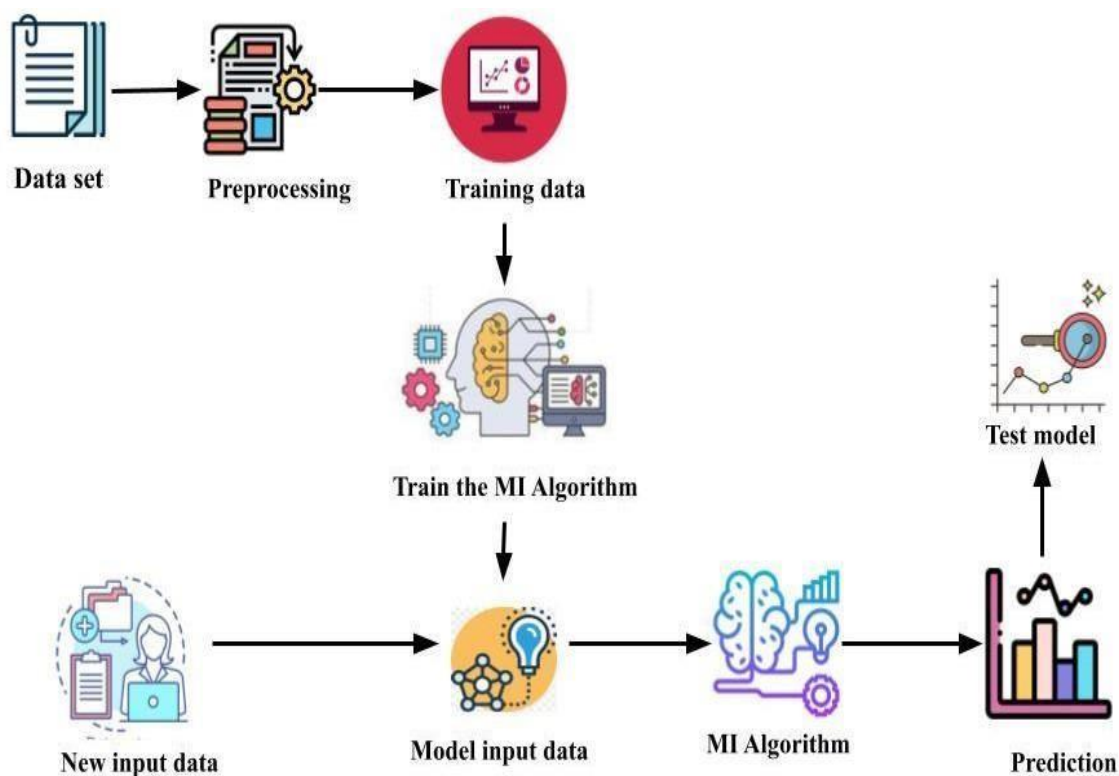 Data set
Preprocessing
Training data
Train the MI Algorithm
Test model
New input data
Model input data
MI Algorithm
Prediction